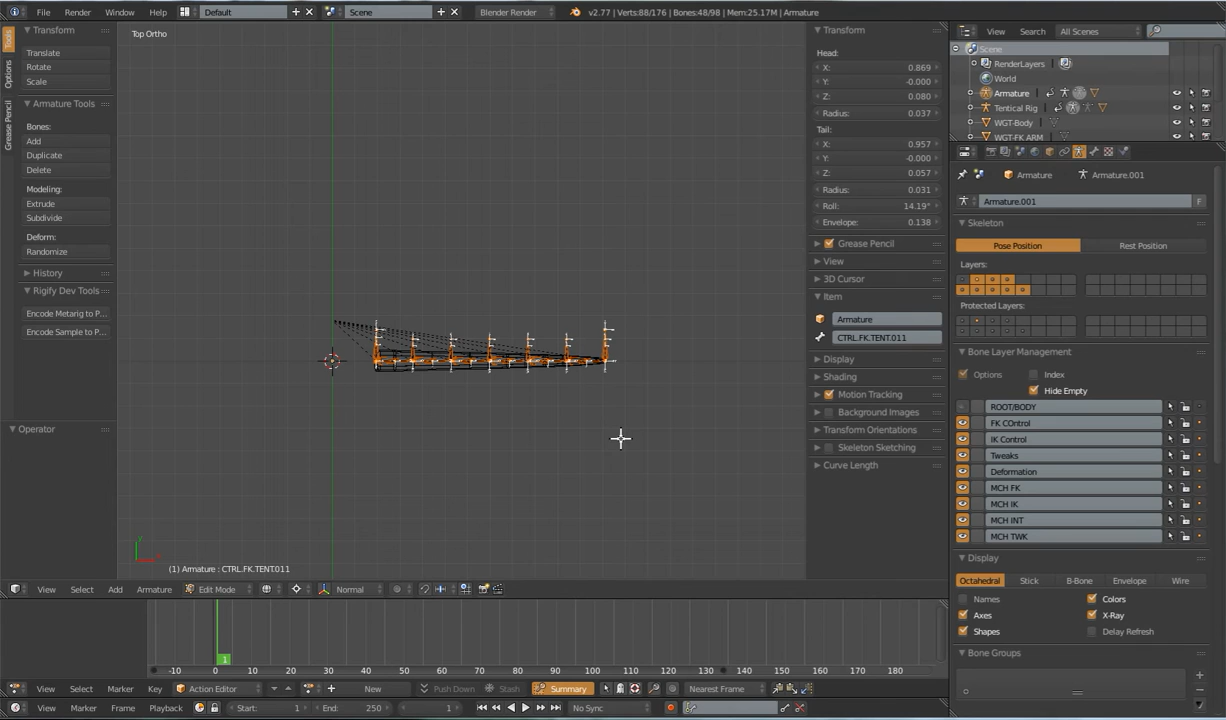 File Render Window Help Default Scene Blender Render v2.77 | Verts:88/176 | Bones:48/98 | Mem:25.17M | Armature
Tools
Options
Grease Pencil
Transform
Translate
Rotate
Scale
Armature Tools
Bones:
Add
Duplicate
Delete
Modeling:
Extrude
Subdivide
Deform:
Randomize
History
Rigify Dev Tools
Encode Metarig to P...
Encode Sample to P...
Operator
Top Ortho
(1) Armature : CTRL.FK.TENT.011
Transform
Head:
X: 0.869
Y: -0.000
Z: 0.080
Radius: 0.037
Tail:
X: 0.957
Y: -0.000
Z: 0.057
Radius: 0.031
Roll: 14.19°
Envelope: 0.138
Grease Pencil
View
3D Cursor
Item
Armature
CTRL.FK.TENT.011
Display
Shading
Motion Tracking
Background Images
Transform Orientations
Skeleton Sketching
Curve Length
View Search All Scenes
Scene
RenderLayers
World
Armature
Tentical Rig
WGT-Body
WGT-FK ARM
Armature Armature.001
Armature.001 F
Skeleton
Pose Position Rest Position
Layers:
Protected Layers:
Bone Layer Management
Options Index
Hide Empty
ROOT/BODY
FK COntrol
IK Control
Tweaks
Deformation
MCH FK
MCH IK
MCH INT
MCH TWK
Display
Octahedral Stick B-Bone Envelope Wire
Names Colors
Axes X-Ray
Shapes Delay Refresh
Bone Groups
View Select Add Armature Edit Mode Normal
1
-10 0 10 20 30 40 50 60 70 80 90 100 110 120 130 140 150 160 170 180
View Select Marker Key Action Editor New Push Down Stash Summary Nearest Frame
View Marker Frame Playback Start: 1 End: 250 1 No Sync